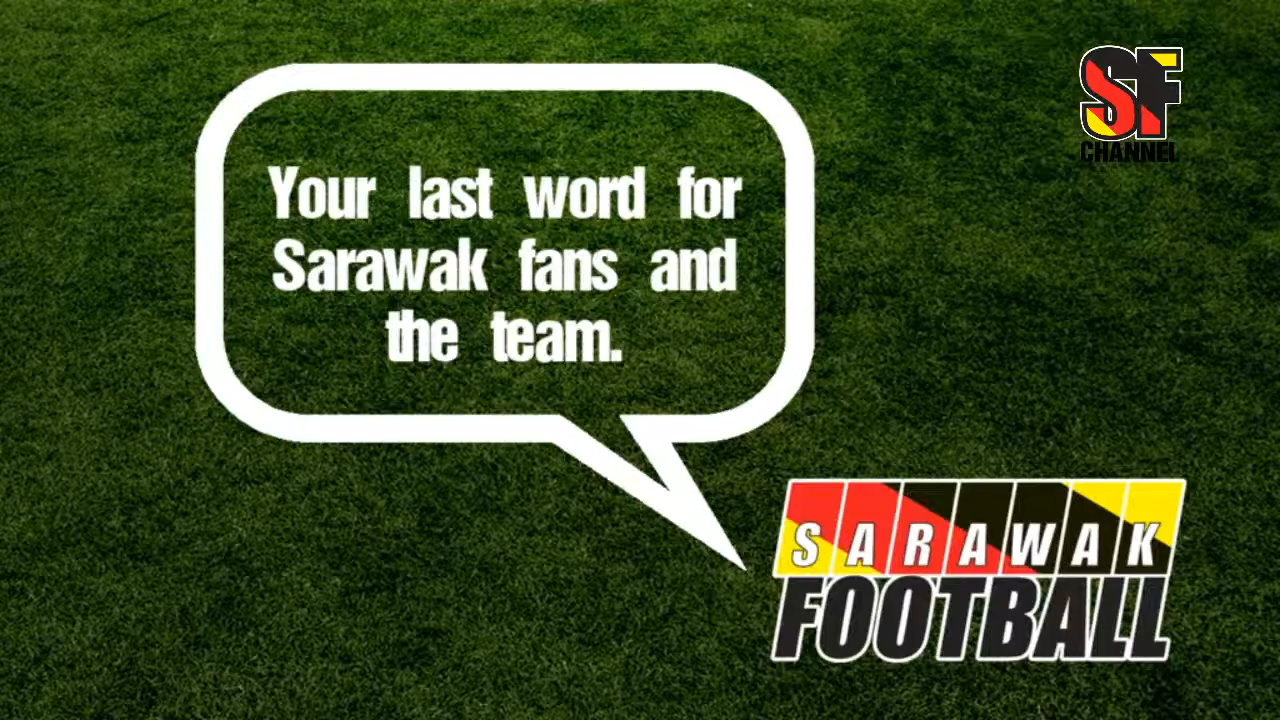 SF
CHANNEL
Your last word for
Sarawak fans and
the team.
SARAWAK
FOOTBALL